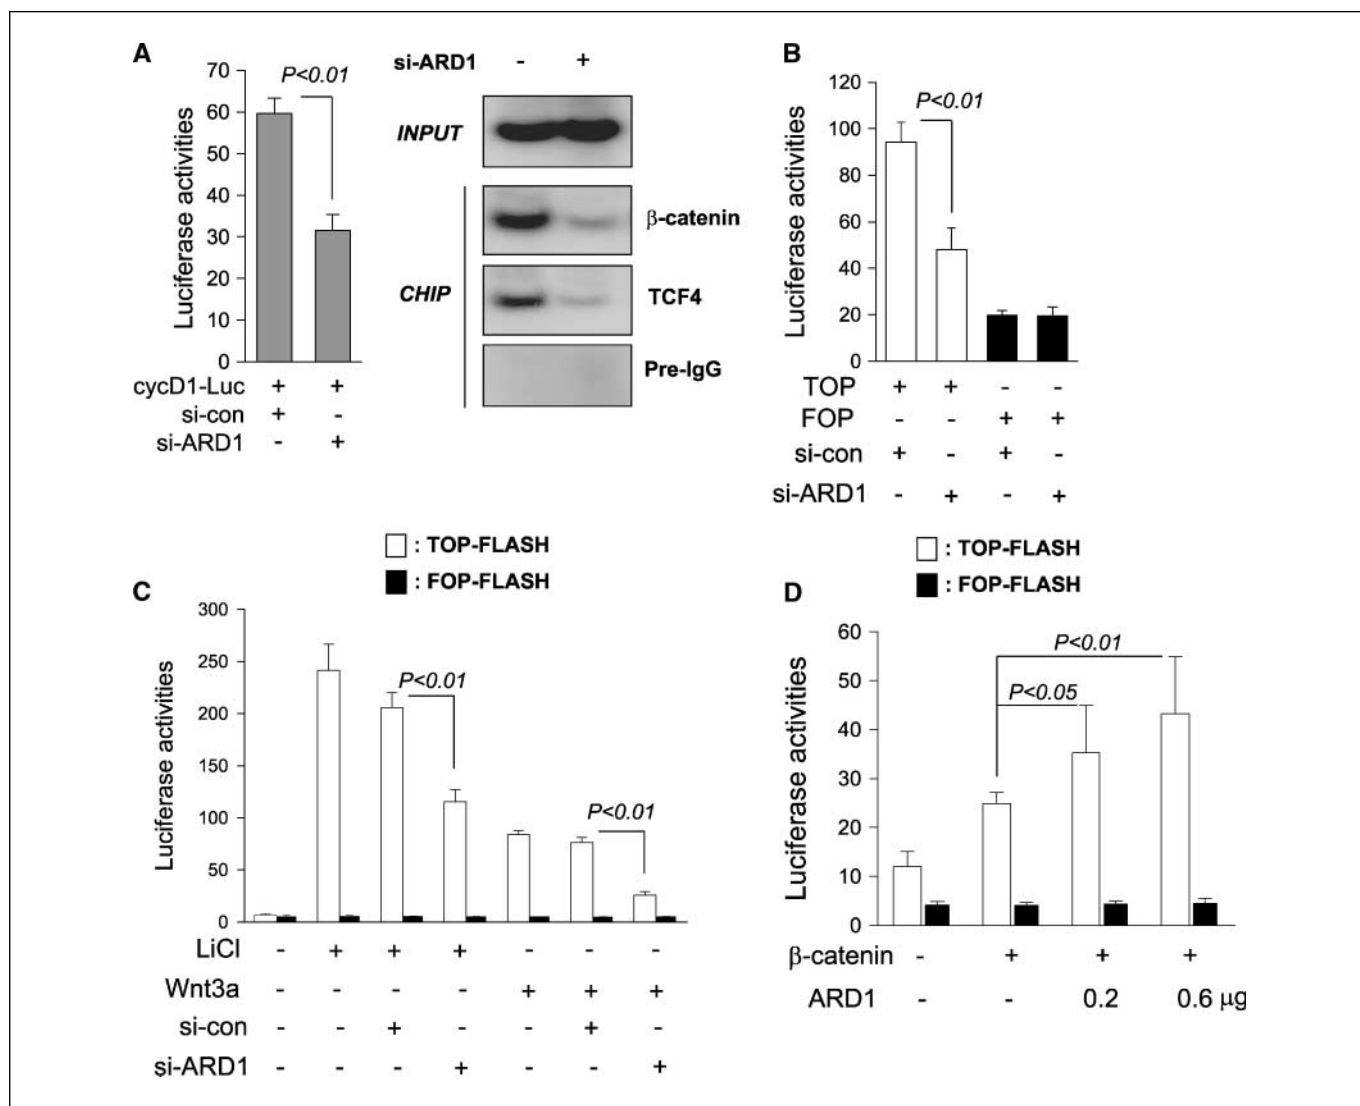 A
si-ARD1 - +
Luciferase activities
70
60
50
40
30
20
10
0
P<0.01
cycD1-Luc + +
si-con + -
si-ARD1 - +
INPUT
CHIP
β-catenin
TCF4
Pre-IgG
B
Luciferase activities
120
100
80
60
40
20
0
P<0.01
TOP + + - -
FOP - - + +
si-con + - + -
si-ARD1 - + - +
C
: TOP-FLASH
: FOP-FLASH
Luciferase activities
300
250
200
150
100
50
0
P<0.01
P<0.01
LiCl - + + + - - -
Wnt3a - - - - + + +
si-con - - + - - + -
si-ARD1 - - - + - - +
D
: TOP-FLASH
: FOP-FLASH
Luciferase activities
60
50
40
30
20
10
0
P<0.01
P<0.05
β-catenin - + + +
ARD1 - - 0.2 0.6 μg